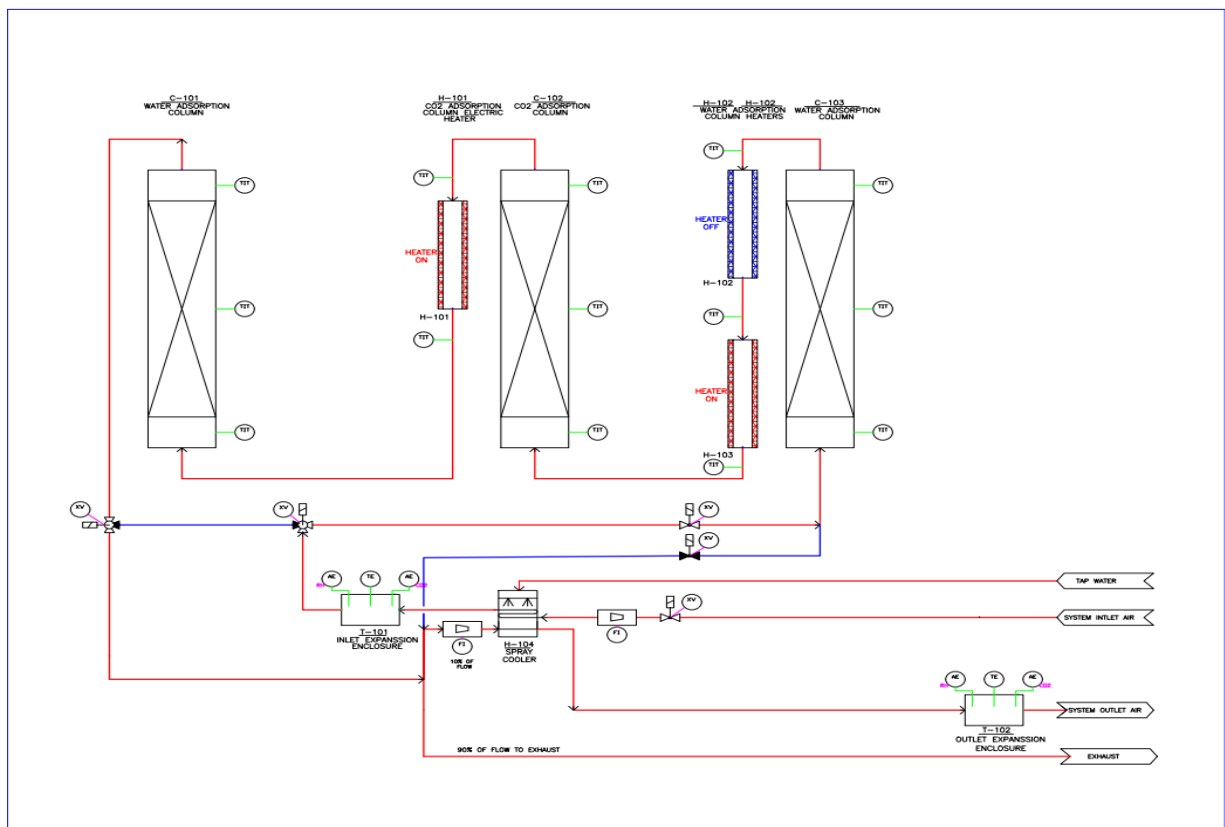 C-101
WATER ADSORPTION
COLUMN
H-101
CO2 ADSORPTION
COLUMN ELECTRIC
HEATER
C-102
CO2 ADSORPTION
COLUMN
H-102 H-102
WATER ADSORPTION
COLUMN HEATERS
C-103
WATER ADSORPTION
COLUMN
TIT
TIT
TIT
TIT
TIT
HEATER
OFF
HEATER
ON
H-102
TIT
TIT
TIT
H-101
TIT
HEATER
ON
TIT
TIT
H-103
TIT
XV
XV
XV
XV
AE
TE
AE
RH
CO2
TAP WATER
XV
SYSTEM INTLET AIR
T-101
INLET EXPANSSION
ENCLOSURE
FI
10% OF
FLOW
H-104
SPRAY
COOLER
FI
AE
TE
AE
RH
CO2
SYSTEM OUTLET AIR
T-102
OUTLET EXPANSSION
ENCLOSURE
90% OF FLOW TO EXHAUST
EXHAUST